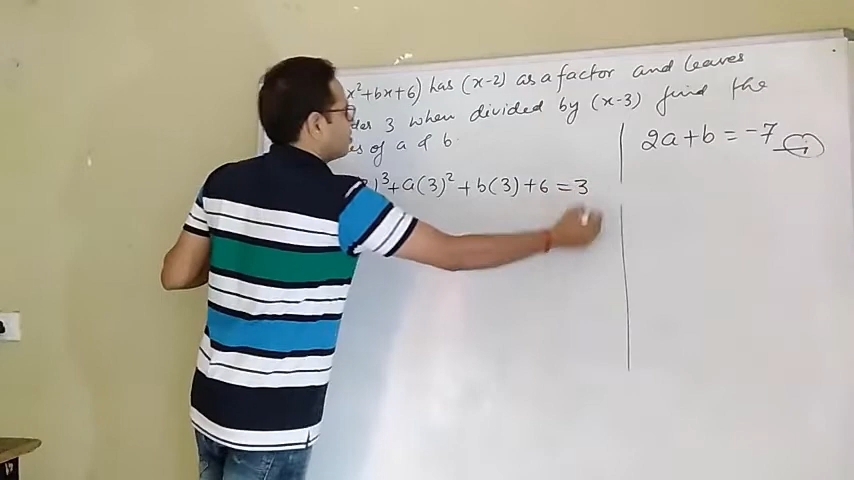 x²+bx+6) has (x-2) as a factor and leaves
3 when divided by (x-3) find the
of a & b.
)³+a(3)²+b(3)+6=3
2a+b=-7 (i)